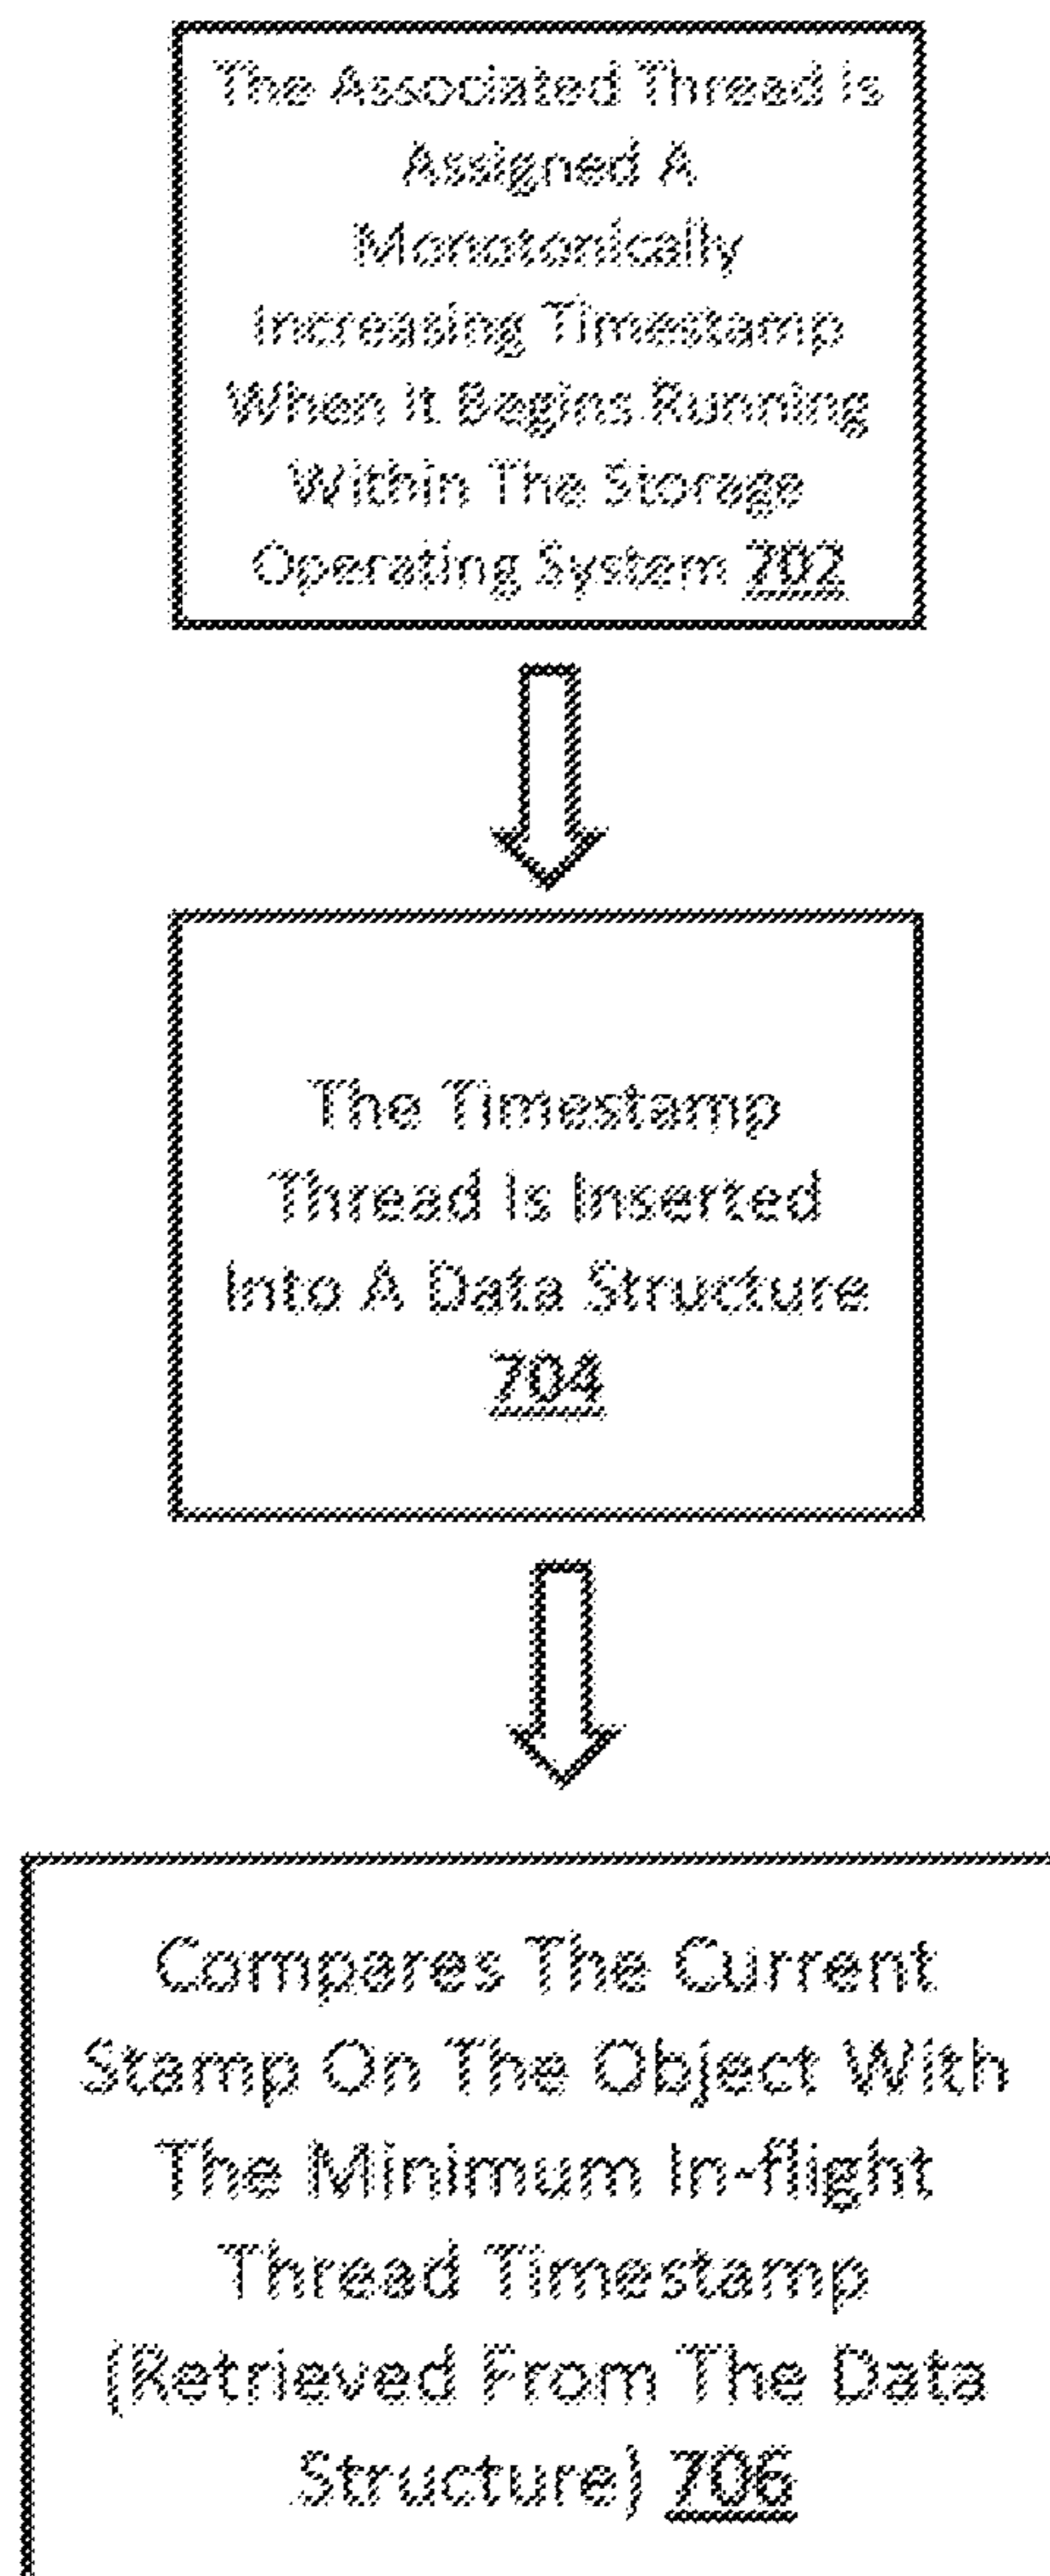 The Associated Thread Is
Assigned A
Monotonically
Increasing Timestamp
When It Begins Running
Within The Storage
Operating System 702
The Timestamp
Thread Is Inserted
Into A Data Structure
704
Compares The Current
Stamp On The Object With
The Minimum In-flight
Thread Timestamp
(Retrieved From The Data
Structure) 706